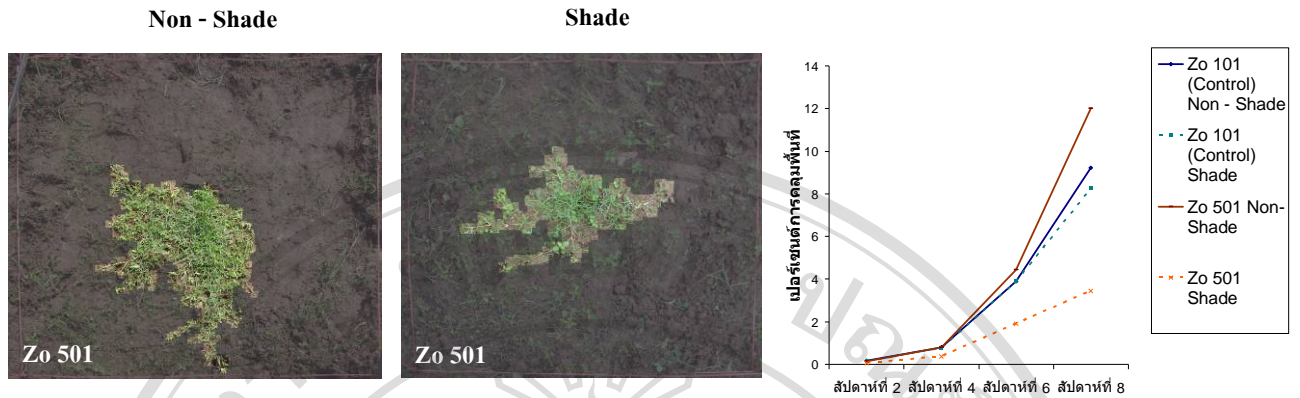 Non - Shade
Shade
Zo 501
Zo 501
เปอร์เซนต์การคลุมพื้นที่
14
12
10
8
6
4
2
0
สัปดาห์ที่ 2 สัปดาห์ที่ 4 สัปดาห์ที่ 6 สัปดาห์ที่ 8
Zo 101
(Control)
Non - Shade
Zo 101
(Control)
Shade
Zo 501 Non-
Shade
Zo 501
Shade